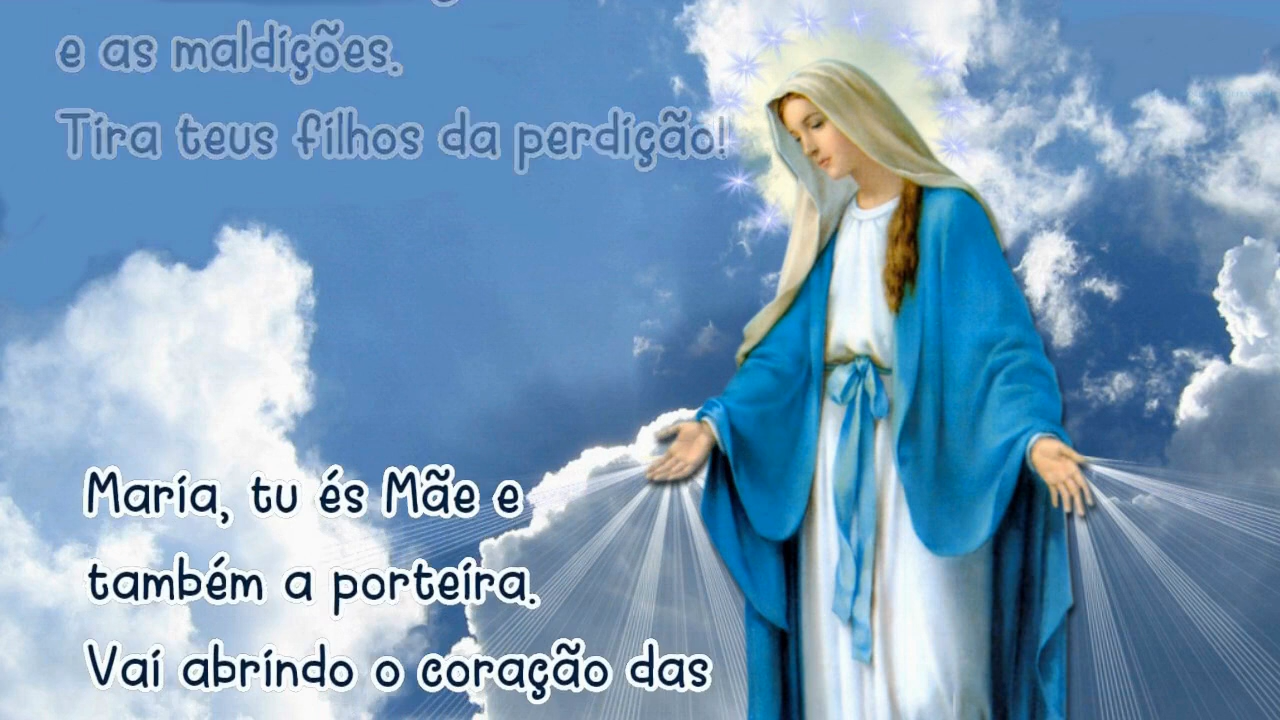 e as maldições.
Tira teus filhos da perdição!
Maria, tu és Mãe e
também a porteira.
Vai abrindo o coração das